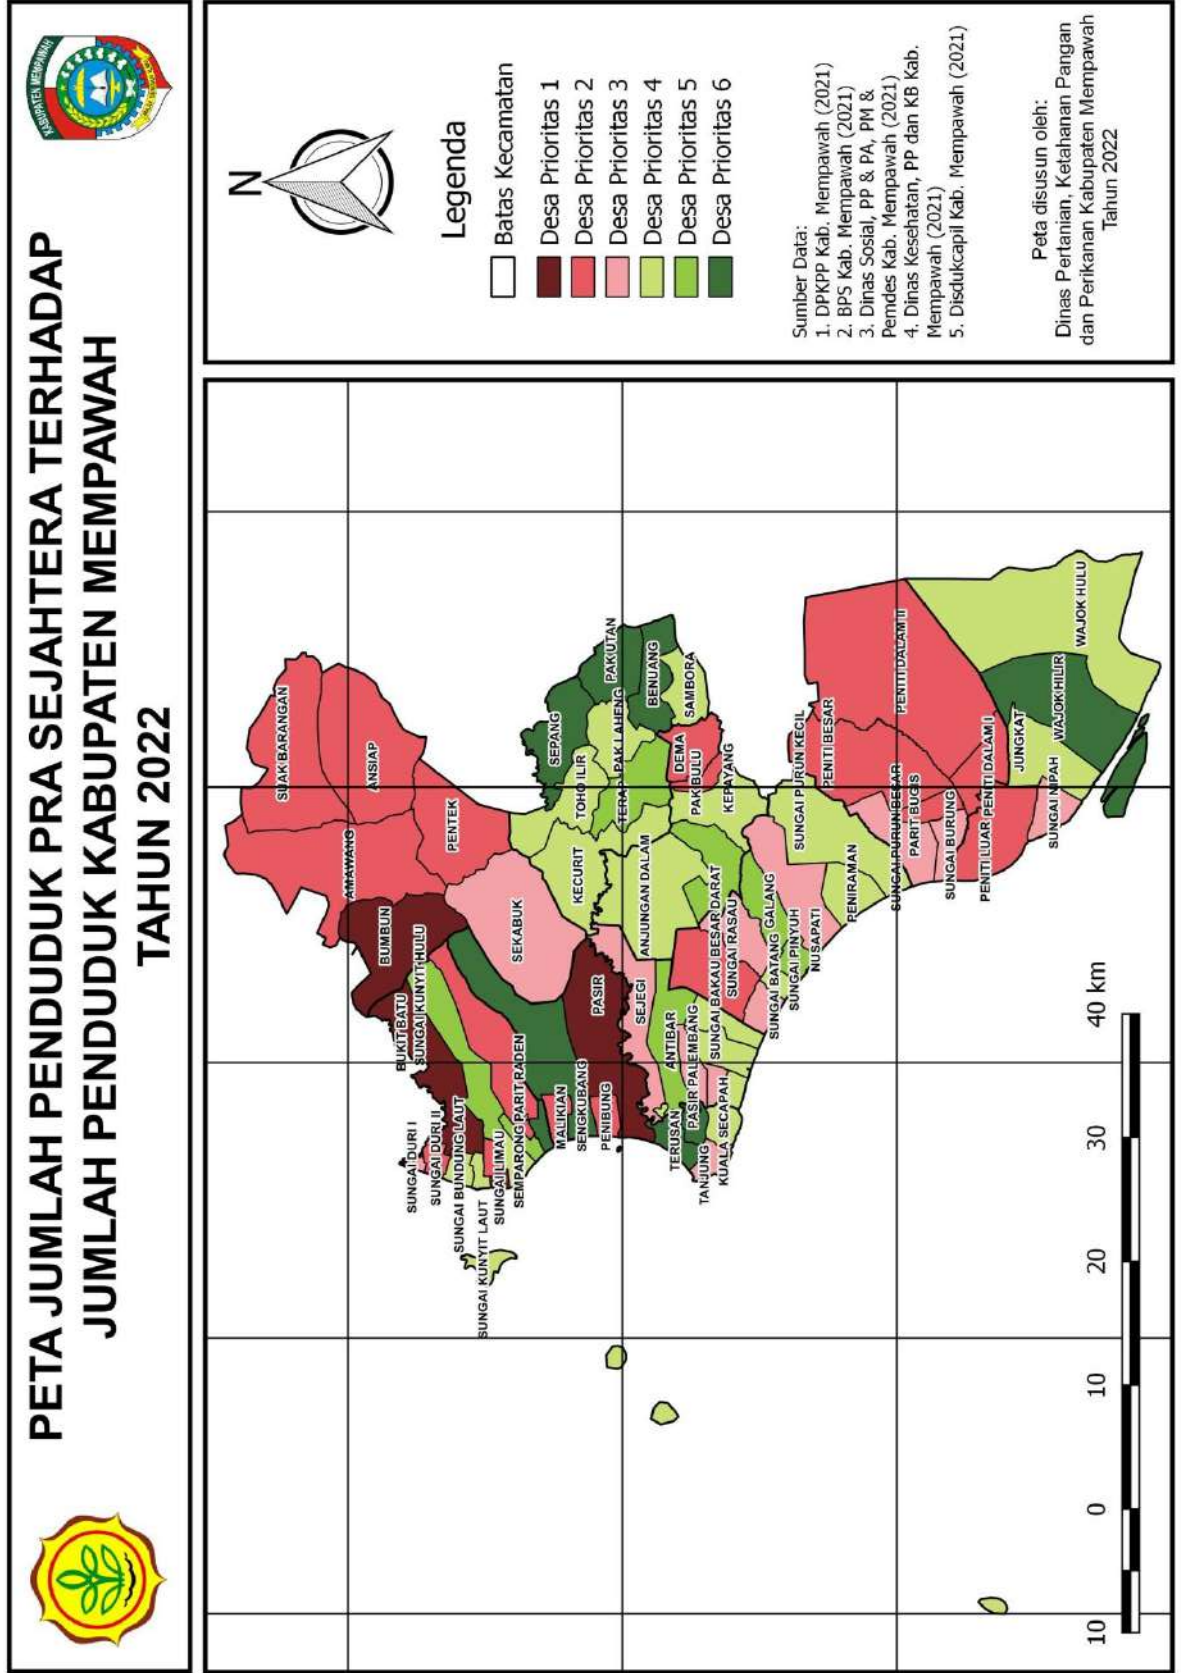 PETA JUMLAH PENDUDUK PRA SEJAHTERA TERHADAP
JUMLAH PENDUDUK KABUPATEN MEMPAWAH
TAHUN 2022
KABUPATEN MEMPAWAH
N
Legenda
Batas Kecamatan
Desa Prioritas 1
Desa Prioritas 2
Desa Prioritas 3
Desa Prioritas 4
Desa Prioritas 5
Desa Prioritas 6
Sumber Data:
1. DPKPP Kab. Mempawah (2021)
2. BPS Kab. Mempawah (2021)
3. Dinas Sosial, PP & PA, PM &
Pemdes Kab. Mempawah (2021)
4. Dinas Kesehatan, PP dan KB Kab.
Mempawah (2021)
5. Disdukcapil Kab. Mempawah (2021)
Peta disusun oleh:
Dinas Pertanian, Ketahanan Pangan
dan Perikanan Kabupaten Mempawah
Tahun 2022
SUAK BARANGAN
ANSIAP
AMAWANG
PENTEK
BUMBUN
BUKIT BATU
SUNGAI KUNYIT HULU
SEKABUK
SUNGAI DURI I
SUNGAI DURI II
SUNGAI BUNDUNG LAUT
SUNGAI KUNYIT LAUT
SUNGAI LIMAU
SEMPARONG PARIT RADEN
MALIKIAN
SENGKUBANG
PENIBUNG
PASIR
SEPANG
TOHO ILIR
KECURIT
PAK UTAN
PAK LAHENG
TERAP
BENUANG
SAMBORA
DEMA
PAK BULU
KEPAYANG
ANJUNGAN DALAM
SEJEGI
ANTIBAR
TERUSAN
PASIR PALEMBANG
TANJUNG
KUALA SECAPAH
SUNGAI BAKAU BESAR DARAT
SUNGAI RASAU
SUNGAI BATANG
GALANG
SUNGAI PINYUH
NUSAPATI
PENIRAMAN
SUNGAI PURUN KECIL
PENITI BESAR
SUNGAI PURUN BESAR
PARIT BUGIS
SUNGAI BURUNG
PENITI LUAR
PENITI DALAM I
PENITI DALAM II
JUNGKAT
SUNGAI NIPAH
WAJOK HILIR
WAJOK HULU
10 0 10 20 30 40 km